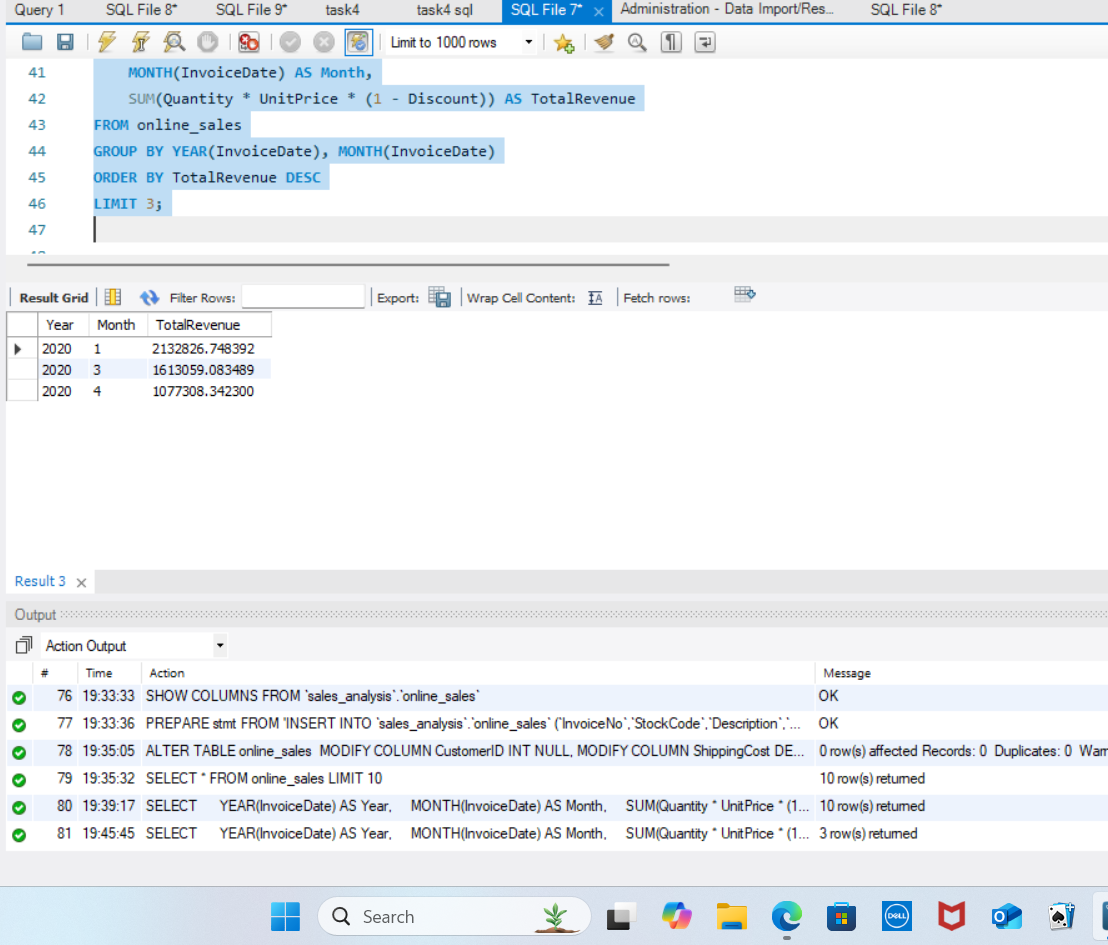 Query 1 SQL File 8* SQL File 9* task4 task4 sql SQL File 7* Administration - Data Import/Res... SQL File 8*
Limit to 1000 rows
41 MONTH(InvoiceDate) AS Month,
42 SUM(Quantity * UnitPrice * (1 - Discount)) AS TotalRevenue
43 FROM online_sales
44 GROUP BY YEAR(InvoiceDate), MONTH(InvoiceDate)
45 ORDER BY TotalRevenue DESC
46 LIMIT 3;
47
Result Grid Filter Rows: Export: Wrap Cell Content: Fetch rows:
Year Month TotalRevenue
2020 1 2132826.748392
2020 3 1613059.083489
2020 4 1077308.342300
Result 3
Output
Action Output
# Time Action Message
76 19:33:33 SHOW COLUMNS FROM `sales_analysis`.`online_sales` OK
77 19:33:36 PREPARE stmt FROM 'INSERT INTO `sales_analysis`.`online_sales` (`InvoiceNo`,`StockCode`,`Description`,`... OK
78 19:35:05 ALTER TABLE online_sales MODIFY COLUMN CustomerID INT NULL, MODIFY COLUMN ShippingCost DE... 0 row(s) affected Records: 0 Duplicates: 0 Warn
79 19:35:32 SELECT * FROM online_sales LIMIT 10 10 row(s) returned
80 19:39:17 SELECT YEAR(InvoiceDate) AS Year, MONTH(InvoiceDate) AS Month, SUM(Quantity * UnitPrice * (1... 10 row(s) returned
81 19:45:45 SELECT YEAR(InvoiceDate) AS Year, MONTH(InvoiceDate) AS Month, SUM(Quantity * UnitPrice * (1... 3 row(s) returned
Search DELL